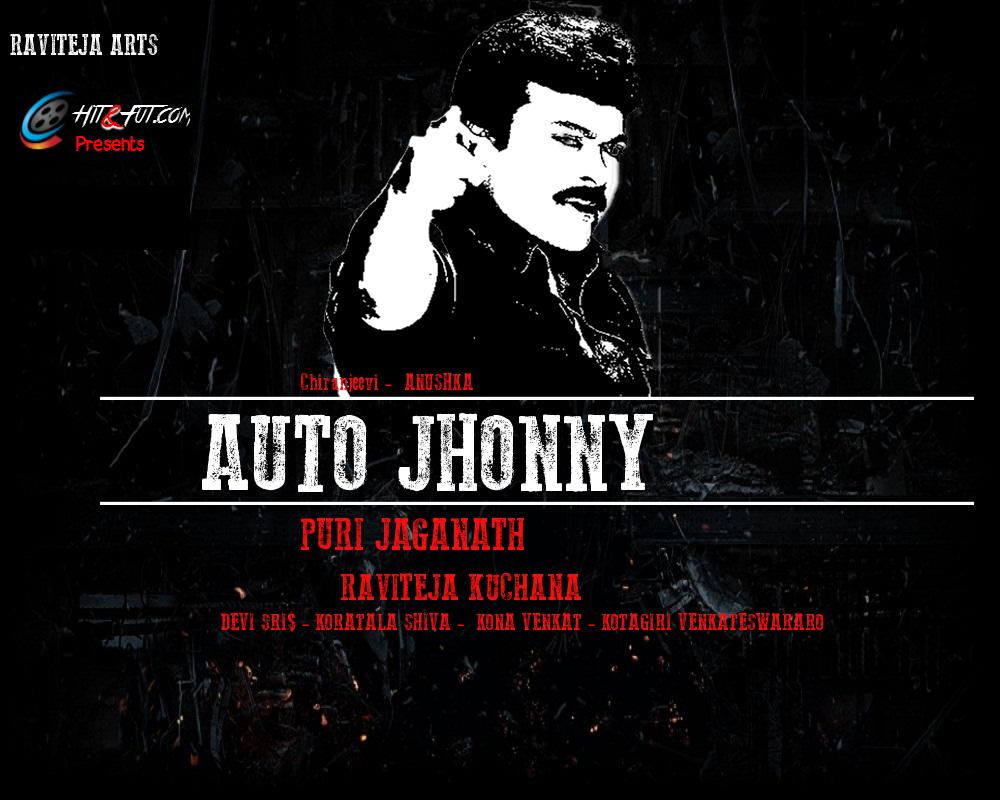 RAVITEJA ARTS
HIT&FUT.COM
Presents
Chiranjeevi - ANUSHKA
AUTO JHONNY
PURI JAGANATH
RAVITEJA KUCHANA
DEVI SRI$ - KORATALA SHIVA - KONA VENKAT - KOTAGIRI VENKATESWARARO